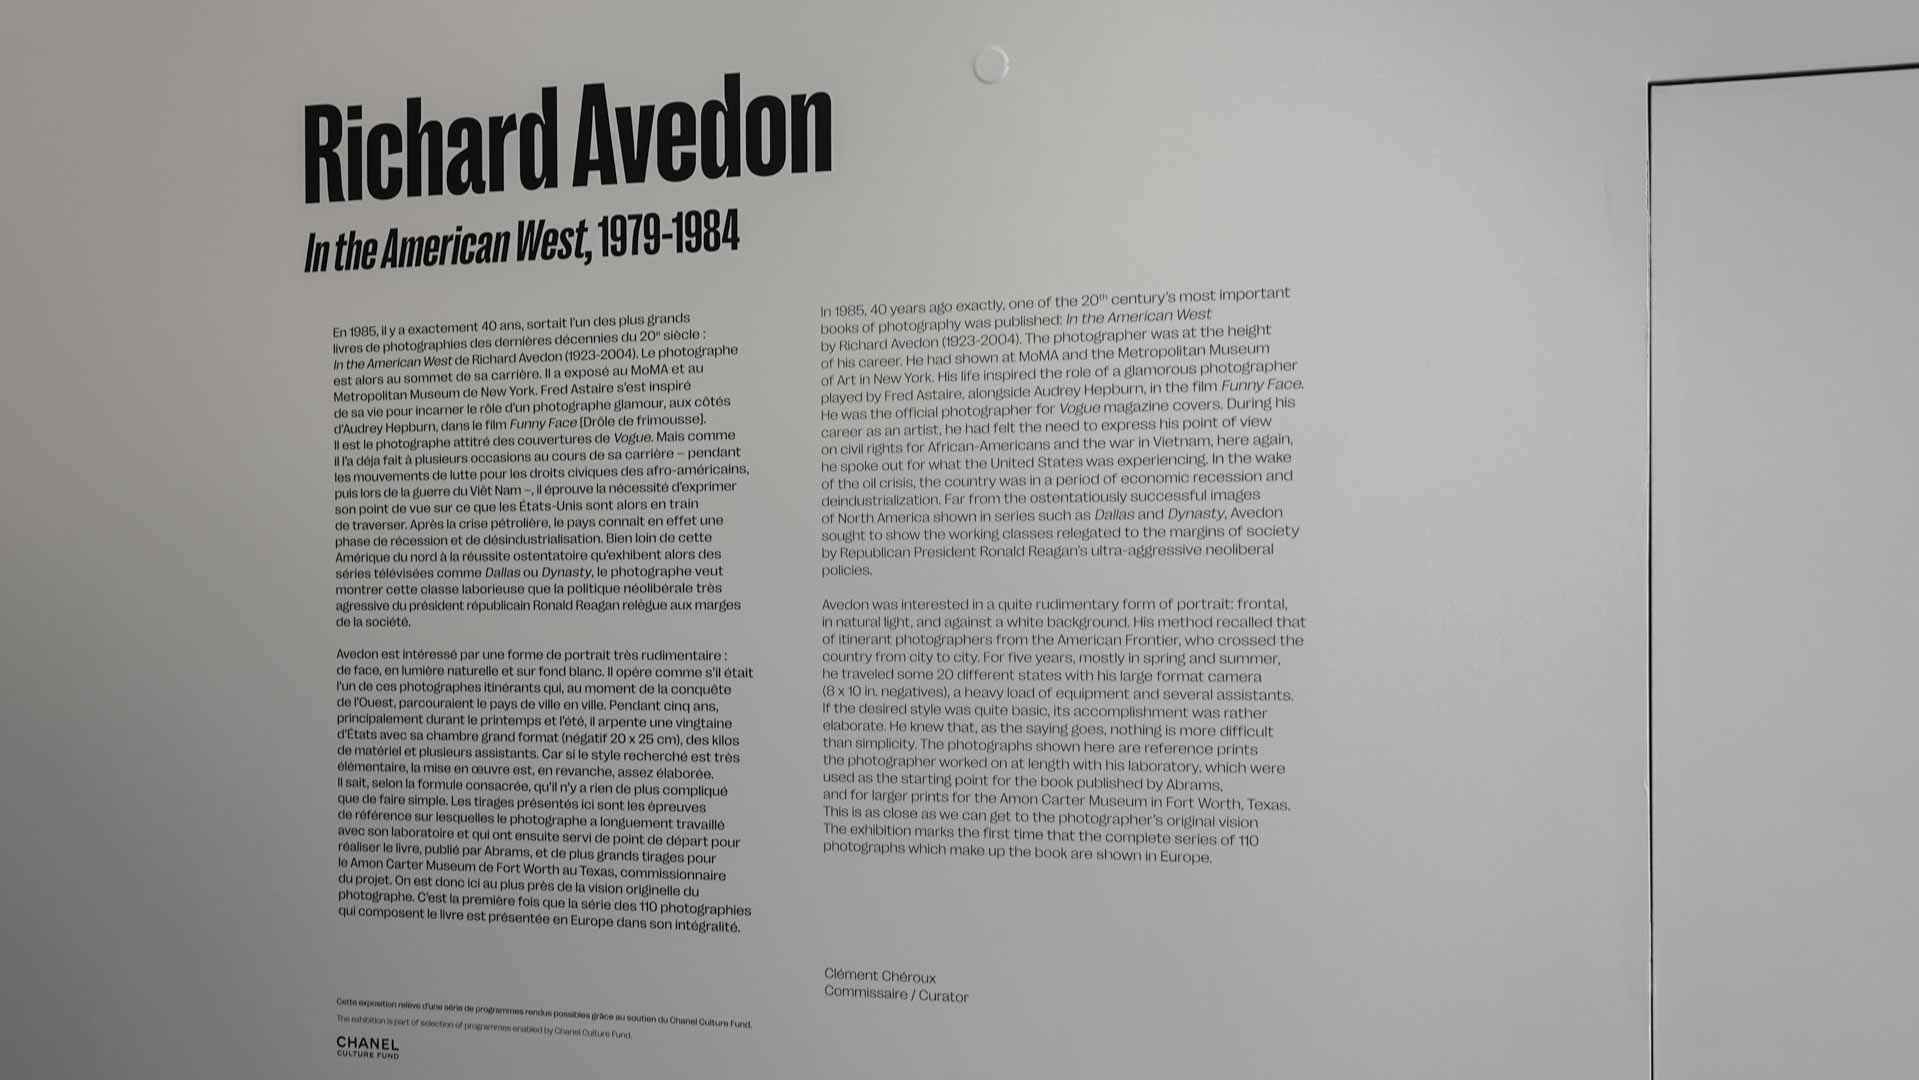 Richard Avedon
In the American West, 1979-1984
En 1985, il y a exactement 40 ans, sortait l'un des plus grands
livres de photographies des dernières décennies du 20e siècle :
In the American West de Richard Avedon (1923-2004). Le photographe
est alors au sommet de sa carrière. Il a exposé au MoMA et au
Metropolitan Museum de New York. Fred Astaire s'est inspiré
de sa vie pour incarner le rôle d'un photographe glamour, aux côtés
d'Audrey Hepburn, dans le film Funny Face [Drôle de frimousse].
Il est le photographe attitré des couvertures de Vogue. Mais comme
il l'a déja fait à plusieurs occasions au cours de sa carrière – pendant
les mouvements de lutte pour les droits civiques des afro-américains,
puis lors de la guerre du Viêt Nam –, il éprouve la nécessité d'exprimer
son point de vue sur ce que les États-Unis sont alors en train
de traverser. Après la crise pétrolière, le pays connait en effet une
phase de récession et de désindustrialisation. Bien loin de cette
Amérique du nord à la réussite ostentatoire qu'exhibent alors des
séries télévisées comme Dallas ou Dynasty, le photographe veut
montrer cette classe laborieuse que la politique néolibérale très
agressive du président républicain Ronald Reagan relègue aux marges
de la société.
Avedon est intéressé par une forme de portrait très rudimentaire :
de face, en lumière naturelle et sur fond blanc. Il opère comme s'il était
l'un de ces photographes itinérants qui, au moment de la conquête
de l'Ouest, parcouraient le pays de ville en ville. Pendant cinq ans,
principalement durant le printemps et l'été, il arpente une vingtaine
d'États avec sa chambre grand format (négatif 20 x 25 cm), des kilos
de matériel et plusieurs assistants. Car si le style recherché est très
élémentaire, la mise en œuvre est, en revanche, assez élaborée.
Il sait, selon la formule consacrée, qu'il n'y a rien de plus compliqué
que de faire simple. Les tirages présentés ici sont les épreuves
de référence sur lesquelles le photographe a longuement travaillé
avec son laboratoire et qui ont ensuite servi de point de départ pour
réaliser le livre, publié par Abrams, et de plus grands tirages pour
le Amon Carter Museum de Fort Worth au Texas, commissionnaire
du projet. On est donc ici au plus près de la vision originelle du
photographe. C'est la première fois que la série des 110 photographies
qui composent le livre est présentée en Europe dans son intégralité.
Cette exposition relève d'une série de programmes rendus possibles grâce au soutien du Chanel Culture Fund.
The exhibition is part of selection of programmes enabled by Chanel Culture Fund.
CHANEL
CULTURE FUND
In 1985, 40 years ago exactly, one of the 20th century's most important
books of photography was published: In the American West
by Richard Avedon (1923-2004). The photographer was at the height
of his career. He had shown at MoMA and the Metropolitan Museum
of Art in New York. His life inspired the role of a glamorous photographer
played by Fred Astaire, alongside Audrey Hepburn, in the film Funny Face.
He was the official photographer for Vogue magazine covers. During his
career as an artist, he had felt the need to express his point of view
on civil rights for African-Americans and the war in Vietnam, here again,
he spoke out for what the United States was experiencing. In the wake
of the oil crisis, the country was in a period of economic recession and
deindustrialization. Far from the ostentatiously successful images
of North America shown in series such as Dallas and Dynasty, Avedon
sought to show the working classes relegated to the margins of society
by Republican President Ronald Reagan's ultra-aggressive neoliberal
policies.
Avedon was interested in a quite rudimentary form of portrait: frontal,
in natural light, and against a white background. His method recalled that
of itinerant photographers from the American Frontier, who crossed the
country from city to city. For five years, mostly in spring and summer,
he traveled some 20 different states with his large format camera
(8 x 10 in. negatives), a heavy load of equipment and several assistants.
If the desired style was quite basic, its accomplishment was rather
elaborate. He knew that, as the saying goes, nothing is more difficult
than simplicity. The photographs shown here are reference prints
the photographer worked on at length with his laboratory, which were
used as the starting point for the book published by Abrams,
and for larger prints for the Amon Carter Museum in Fort Worth, Texas.
This is as close as we can get to the photographer's original vision
The exhibition marks the first time that the complete series of 110
photographs which make up the book are shown in Europe.
Clément Chéroux
Commissaire / Curator